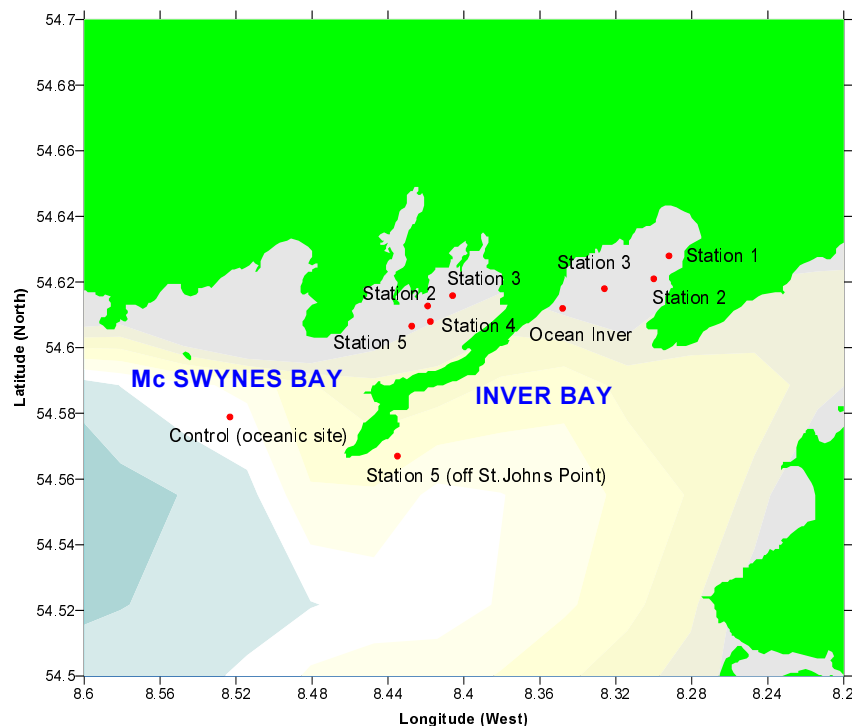 54.7
54.68
54.66
54.64
54.62
54.6
54.58
54.56
54.54
54.52
54.5
Latitude (North)
Station 1
Station 3
Station 3
Station 2
Station 2
Station 4
Ocean Inver
Station 5
Mc SWYNES BAY
INVER BAY
Control (oceanic site)
Station 5 (off St.Johns Point)
8.6 8.56 8.52 8.48 8.44 8.4 8.36 8.32 8.28 8.24 8.2
Longitude (West)